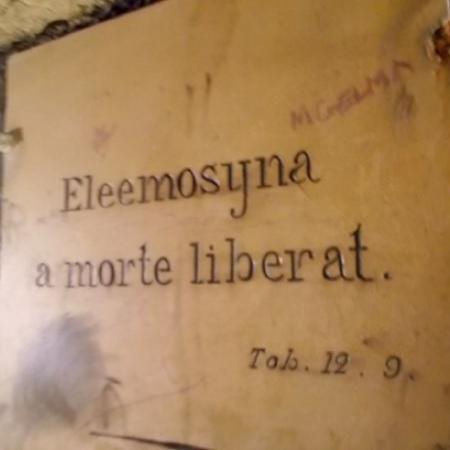 Eleemosyna
a morte liberat.
Tob. 12. 9.